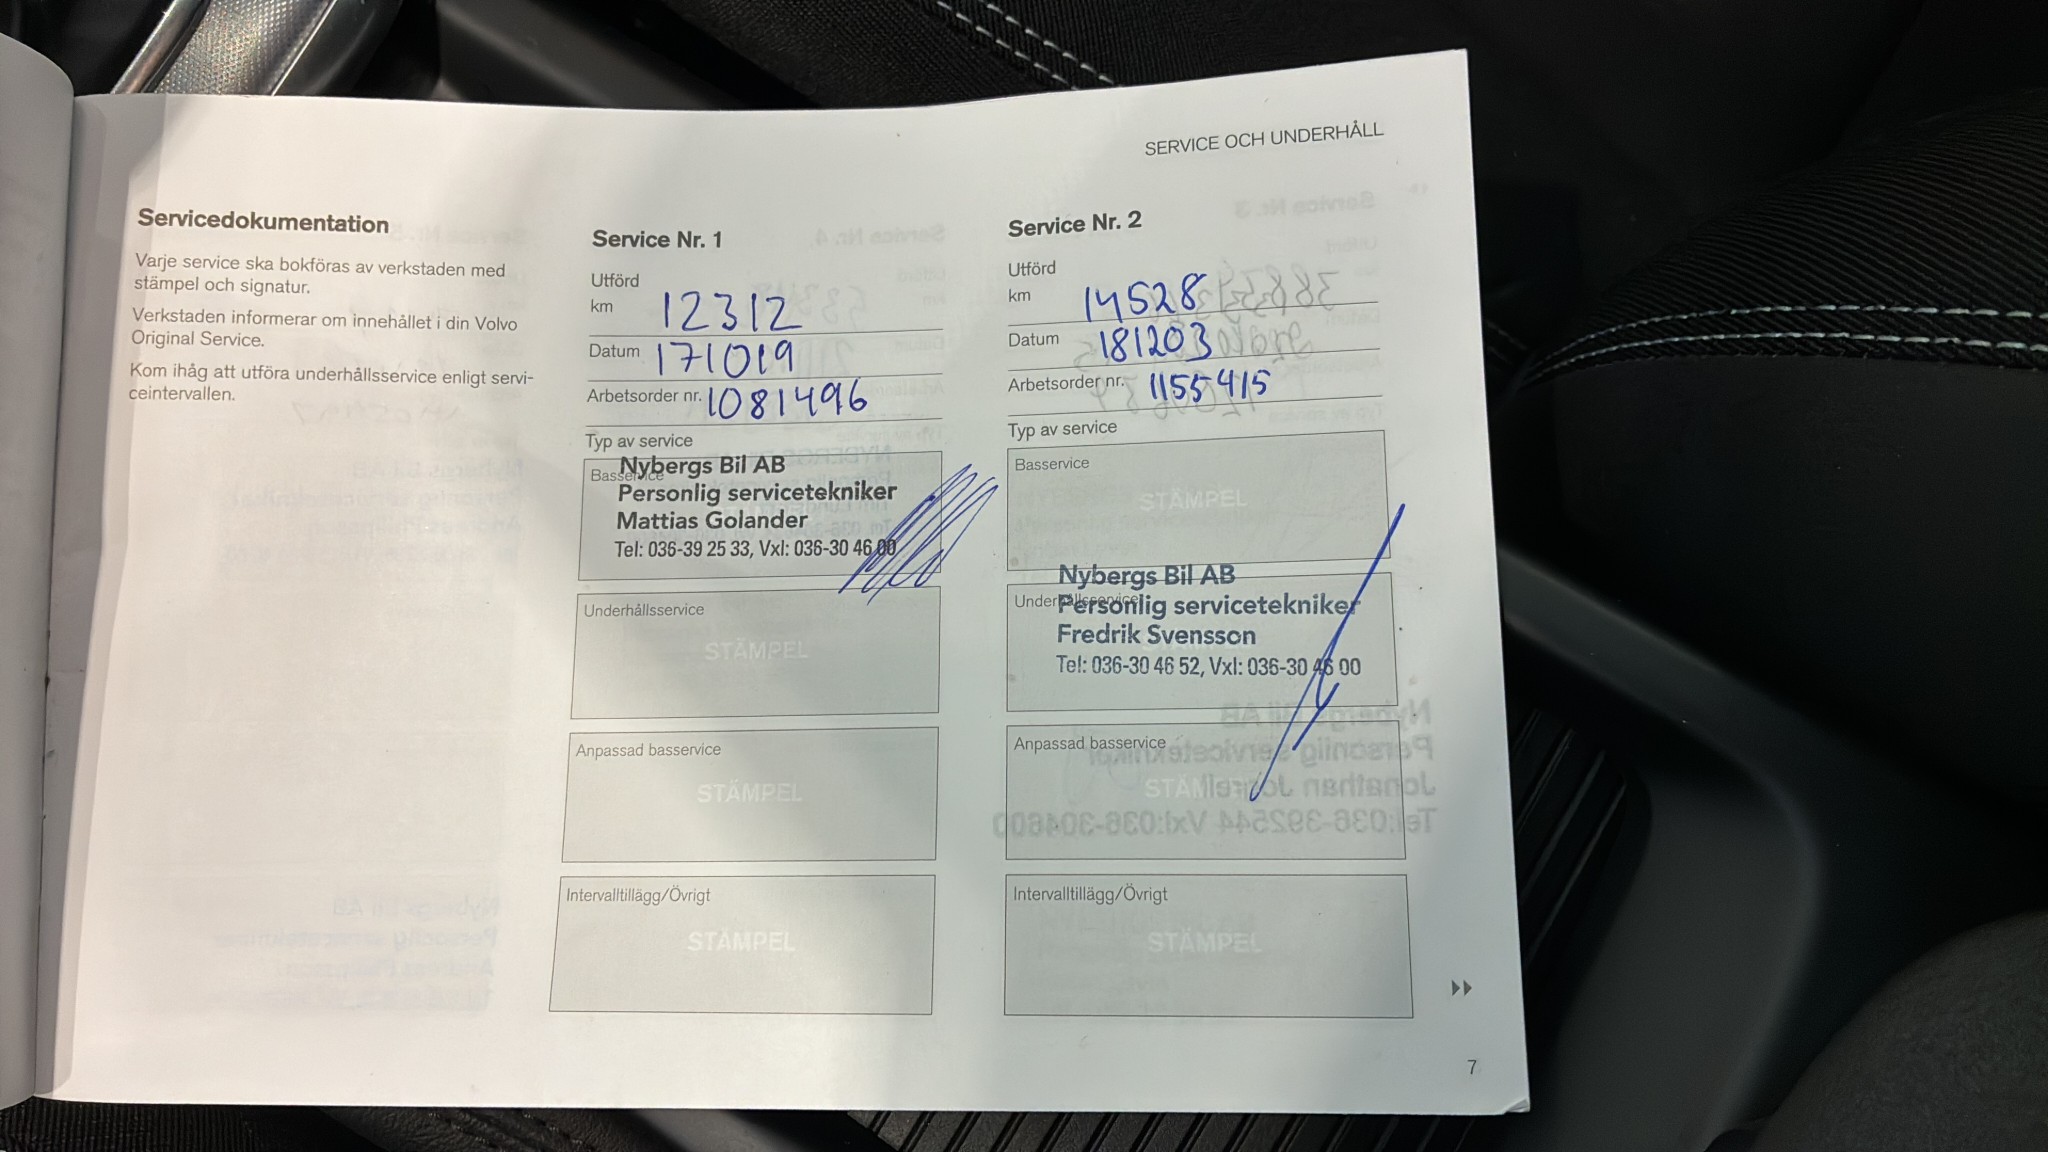 SERVICE OCH UNDERHÅLL
Servicedokumentation
Varje service ska bokföras av verkstaden med
stämpel och signatur.
Verkstaden informerar om innehållet i din Volvo
Original Service.
Kom ihåg att utföra underhållsservice enligt servi-
ceintervallen.
Service Nr. 1
Utförd
km 12312
Datum 171019
Arbetsorder nr. 1081496
Typ av service
Basservice
Nybergs Bil AB
Personlig servicetekniker
Mattias Golander
Tel: 036-39 25 33, Vxl: 036-30 46 00
Underhållsservice
STÄMPEL
Anpassad basservice
STÄMPEL
Intervalltillägg/Övrigt
STÄMPEL
Service Nr. 2
Utförd
km 14528
Datum 181203
Arbetsorder nr. 1155415
Typ av service
Basservice
STÄMPEL
Underhållsservice
Nybergs Bil AB
Personlig servicetekniker
Fredrik Svensson
Tel: 036-30 46 52, Vxl: 036-30 46 00
Anpassad basservice
STÄMPEL
Intervalltillägg/Övrigt
STÄMPEL
7